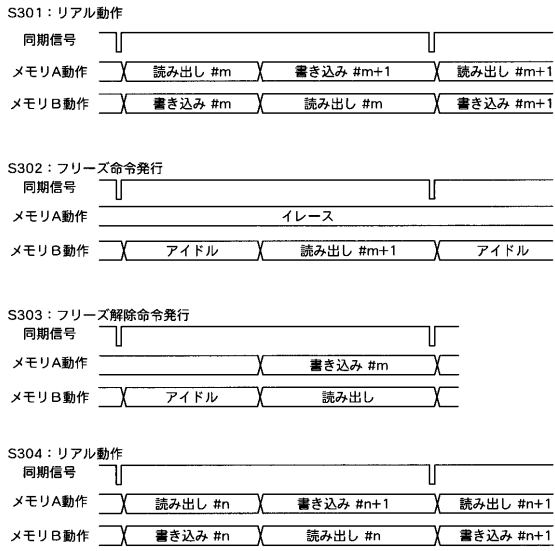 S301：リアル動作
同期信号
メモリA動作 読み出し #m 書き込み #m+1 読み出し #m+1
メモリB動作 書き込み #m 読み出し #m 書き込み #m+1
S302：フリーズ命令発行
同期信号
メモリA動作 イレース
メモリB動作 アイドル 読み出し #m+1 アイドル
S303：フリーズ解除命令発行
同期信号
メモリA動作 書き込み #m
メモリB動作 アイドル 読み出し
S304：リアル動作
同期信号
メモリA動作 読み出し #n 書き込み #n+1 読み出し #n+1
メモリB動作 書き込み #n 読み出し #n 書き込み #n+1